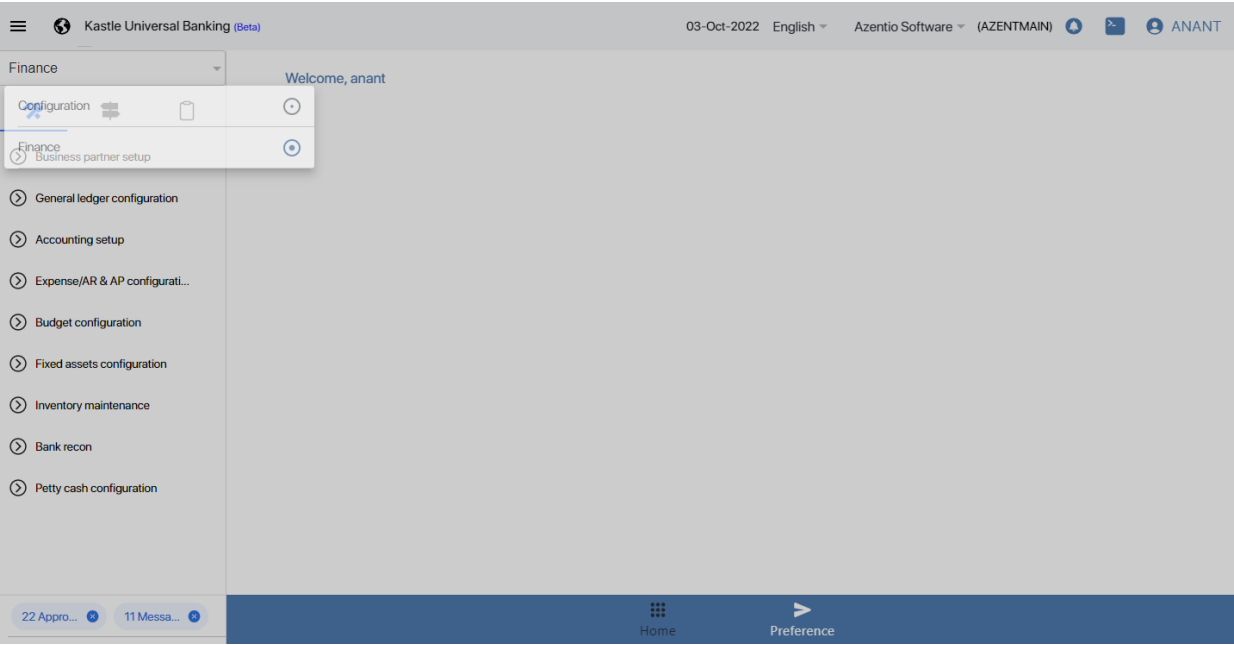 Kastle Universal Banking (Beta)
03-Oct-2022 English Azentio Software (AZENTMAIN) ANANT
Finance
Welcome, anant
Configuration
Finance
Business partner setup
General ledger configuration
Accounting setup
Expense/AR & AP configurati...
Budget configuration
Fixed assets configuration
Inventory maintenance
Bank recon
Petty cash configuration
22 Appro... 11 Messa...
Home
Preference